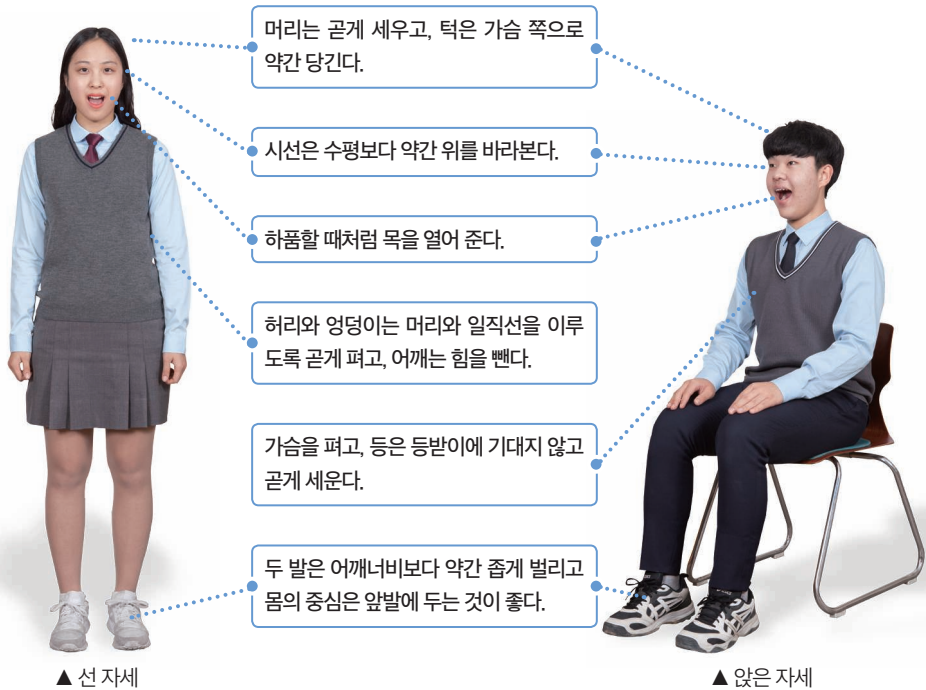 머리는 곧게 세우고, 턱은 가슴 쪽으로
약간 당긴다.
시선은 수평보다 약간 위를 바라본다.
하품할 때처럼 목을 열어 준다.
허리와 엉덩이는 머리와 일직선을 이루
도록 곧게 펴고, 어깨는 힘을 뺀다.
가슴을 펴고, 등은 등받이에 기대지 않고
곧게 세운다.
두 발은 어깨너비보다 약간 좁게 벌리고
몸의 중심은 앞발에 두는 것이 좋다.
▲ 선 자세
▲ 앉은 자세